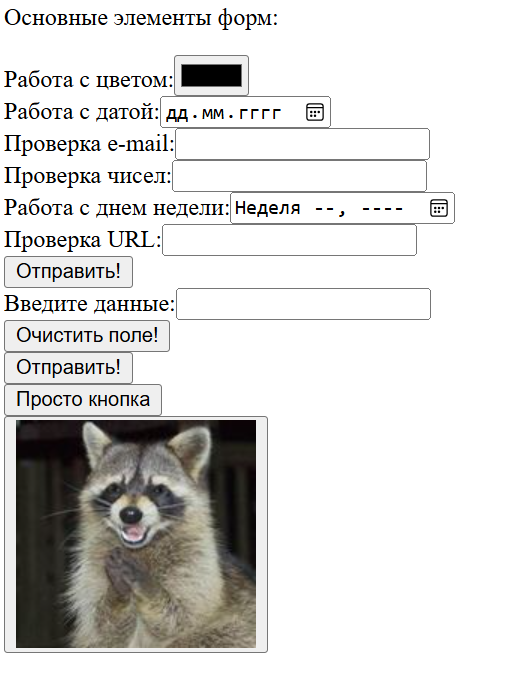 Основные элементы форм:
Работа с цветом:
Работа с датой: дд.мм.гггг
Проверка e-mail:
Проверка чисел:
Работа с днем недели: Неделя --, ----
Проверка URL:
Отправить!
Введите данные:
Очистить поле!
Отправить!
Просто кнопка